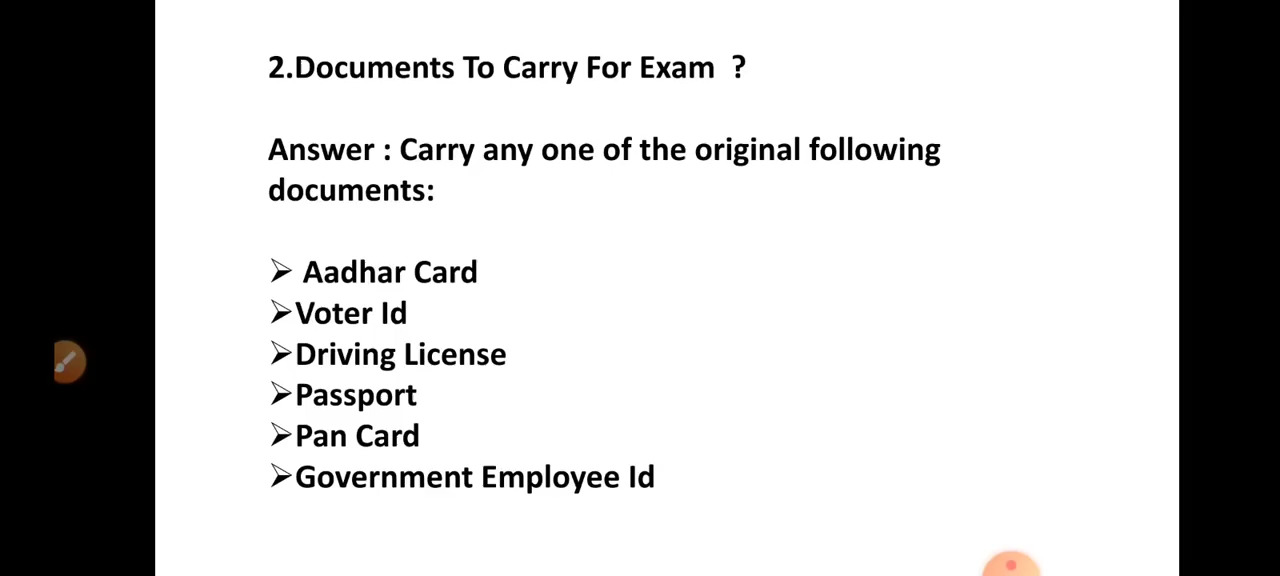 2.Documents To Carry For Exam ?
Answer : Carry any one of the original following
documents:
➢ Aadhar Card
➢Voter Id
➢Driving License
➢Passport
➢Pan Card
➢Government Employee Id